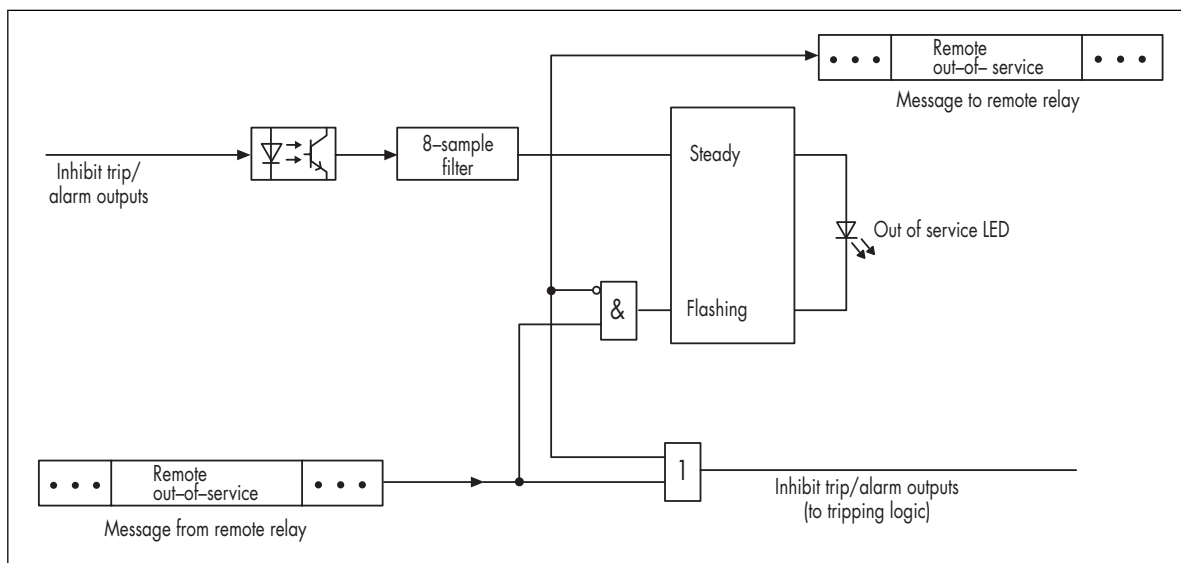 • • •
Remote
out–of– service
• • •
Message to remote relay
Inhibit trip/
alarm outputs
8–sample
filter
Steady
Out of service LED
&
Flashing
• • •
Remote
out–of–service
• • •
Message from remote relay
1
Inhibit trip/alarm outputs
(to tripping logic)